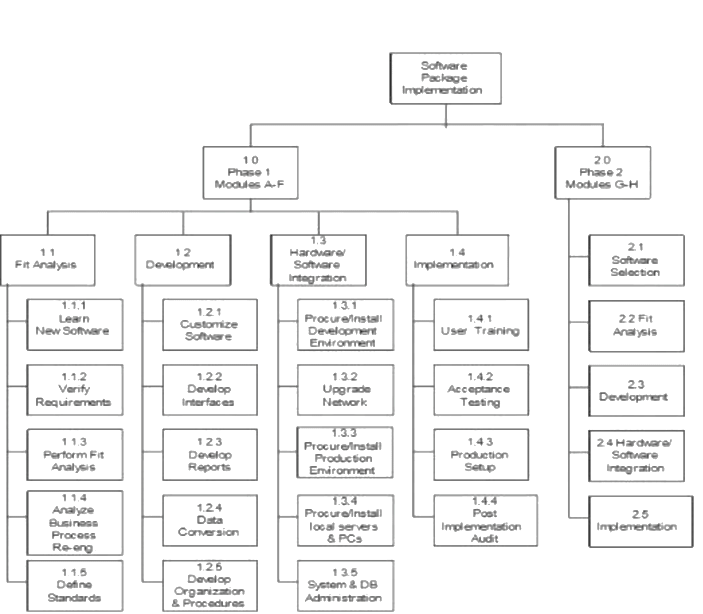 Software
Package
Implementation
1.0
Phase 1
Modules A-F
2.0
Phase 2
Modules G-H
1.1
Fit Analysis
1.2
Development
1.3
Hardware/
Software
Integration
1.4
Implementation
2.1
Software
Selection
1.1.1
Learn
New Software
1.2.1
Customize
Software
1.3.1
Procure/Install
Development
Environment
1.4.1
User Training
2.2 Fit
Analysis
1.1.2
Verify
Requirements
1.2.2
Develop
Interfaces
1.3.2
Upgrade
Network
1.4.2
Acceptance
Testing
2.3
Development
1.1.3
Perform Fit
Analysis
1.2.3
Develop
Reports
1.3.3
Procure/Install
Production
Environment
1.4.3
Production
Setup
2.4 Hardware/
Software
Integration
1.1.4
Analyze
Business
Process
Re-eng
1.2.4
Data
Conversion
1.3.4
Procure/Install
local servers
& PCs
1.4.4
Post
Implementation
Audit
2.5
Implementation
1.1.5
Define
Standards
1.2.5
Develop
Organization
& Procedures
1.3.5
System & DB
Administration